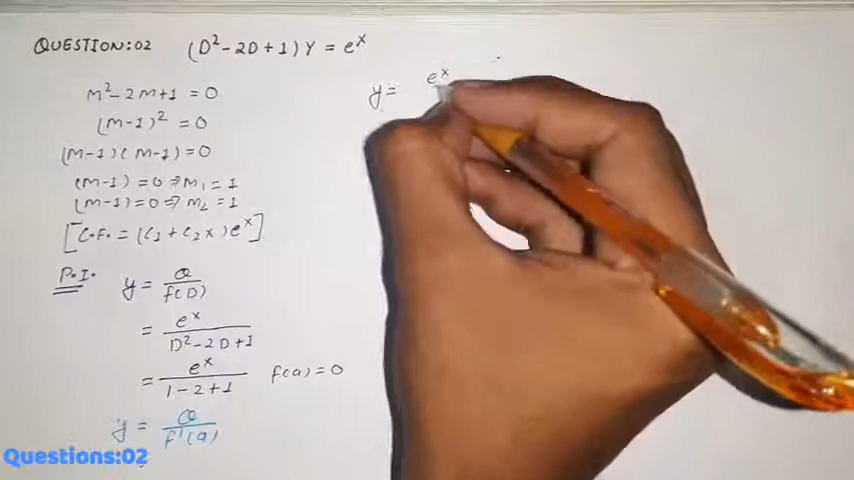 QUESTION:02 (D²-2D+1)Y = eˣ
m²-2m+1 = 0
(m-1)² = 0
(m-1)(m-1) = 0
(m-1) = 0 ⇒ m₁ = 1
(m-1) = 0 ⇒ m₂ = 1
[C.F. = (C₁ + C₂x)eˣ]
P.I. y = Q/f(D)
= eˣ/D²-2D+1
= eˣ/1-2+1 f(a) = 0
y = Q/f'(a)
y = eˣ
Questions:02